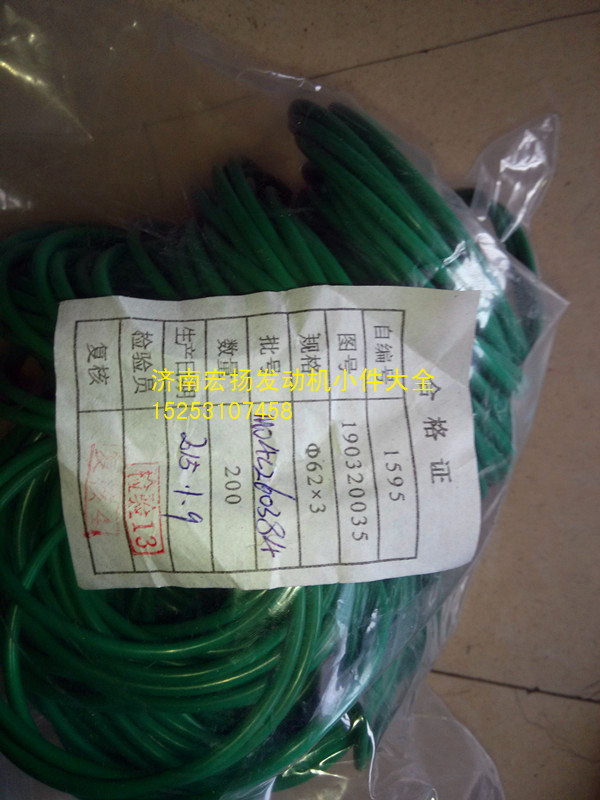 合格证
自编号 1595
图号 190320035
规格 Φ62×3
批号
数量 200
生产日期 215.1.9
检验员 检验13
复核
济南宏扬发动机小件大全
15253107458